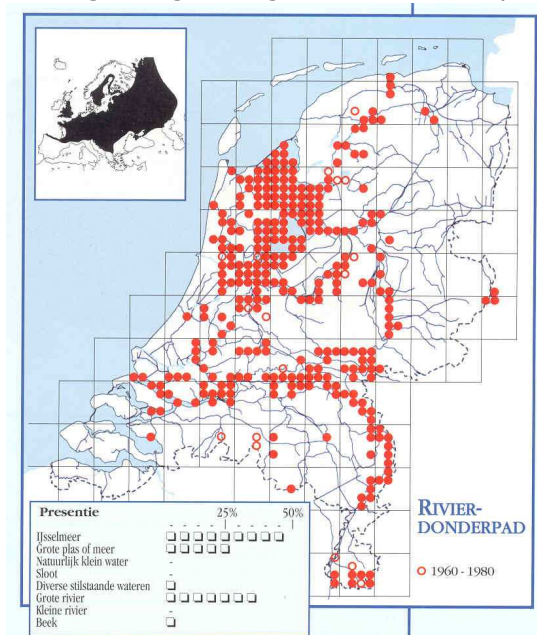 RIVIER-
DONDERPAD
1960 - 1980
Presentie
25% 50%
IJsselmeer
Grote plas of meer
Natuurlijk klein water
Sloot
Diverse stilstaande wateren
Grote rivier
Kleine rivier
Beek